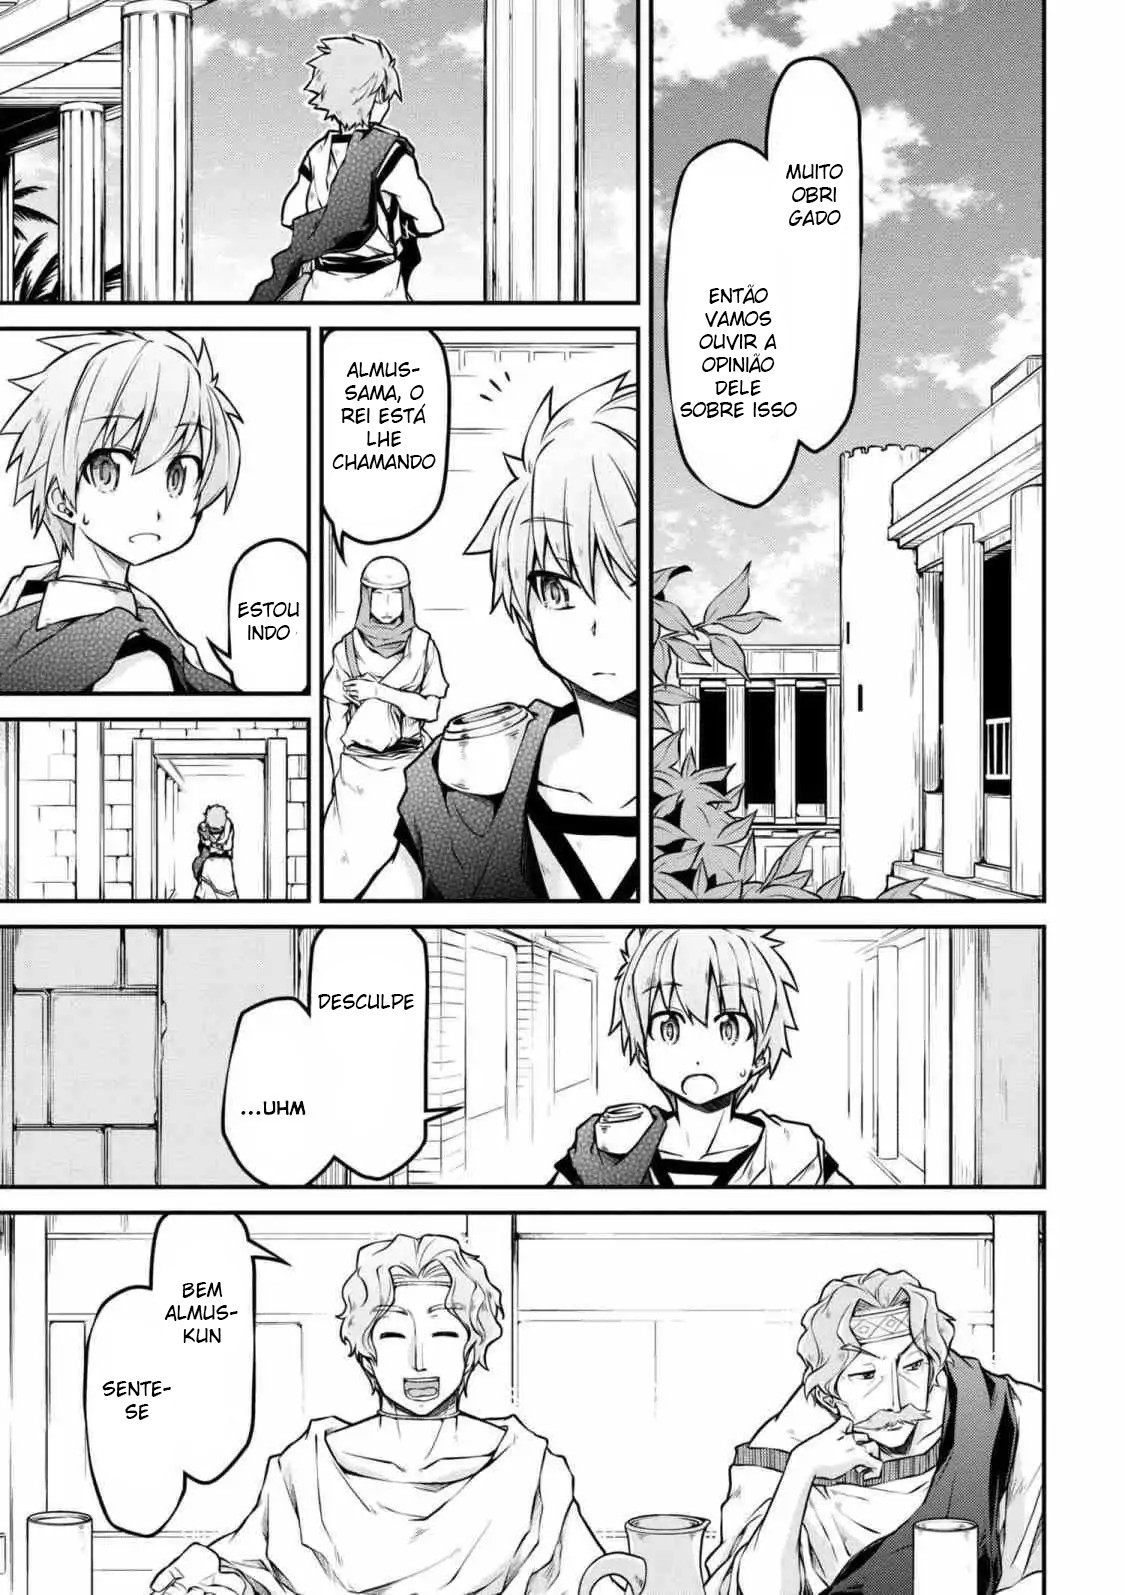 MUITO
OBRI
GADO
ENTÃO
VAMOS
OUVIR A
OPINIÃO
DELE
SOBRE ISSO
ALMUS-
SAMA, O
REI ESTÁ
LHE
CHAMANDO
ESTOU
INDO
DESCULPE
...UHM
BEM
ALMUS-
KUN
SENTE-
SE